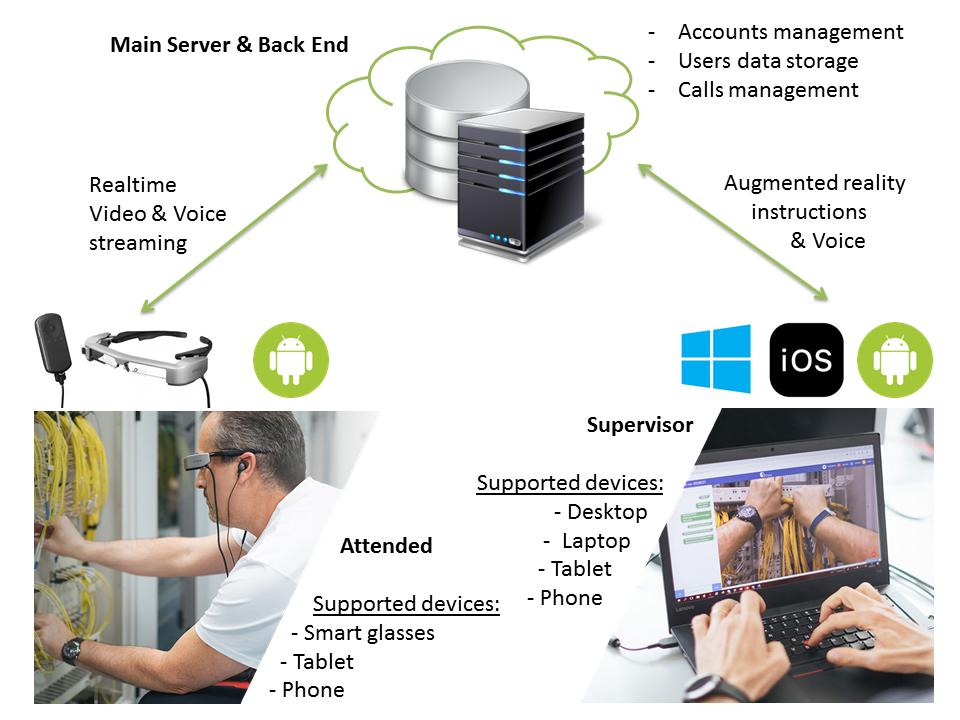 Main Server & Back End
- Accounts management
- Users data storage
- Calls management
Realtime
Video & Voice
streaming
Augmented reality
instructions
& Voice
iOS
Supervisor
Supported devices:
- Desktop
- Laptop
- Tablet
- Phone
Attended
Supported devices:
- Smart glasses
- Tablet
- Phone
Lenovo